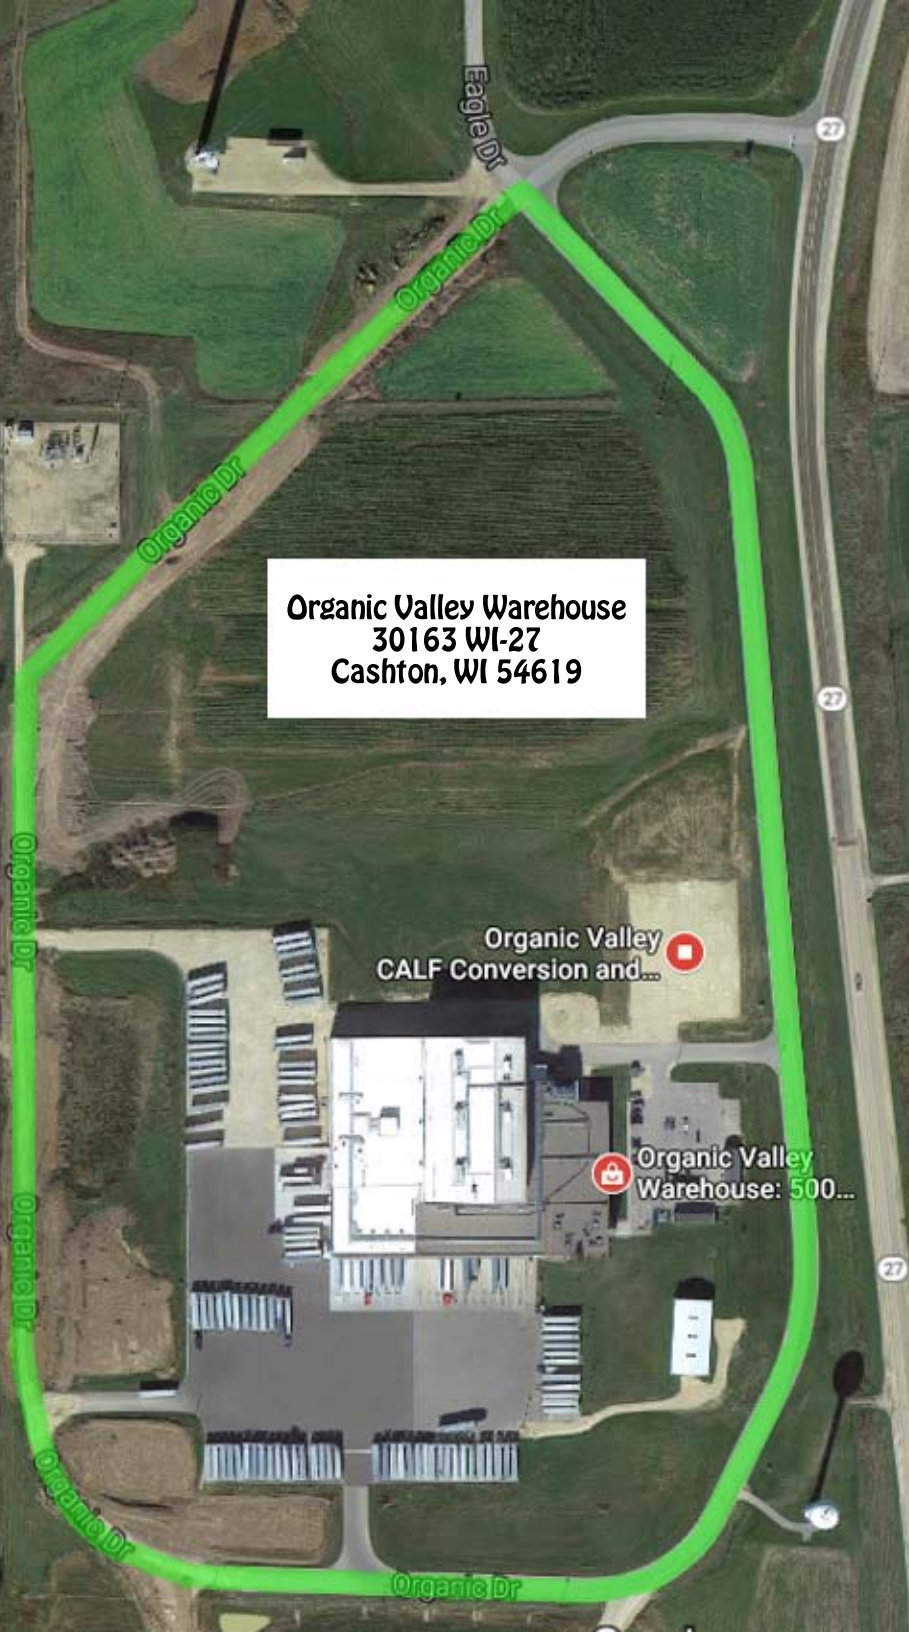 Eagle Dr
27
Organic Dr
Organic Dr
Organic Valley Warehouse
30163 WI-27
Cashton, WI 54619
27
Organic Dr
Organic Valley
CALF Conversion and...
Organic Valley
Warehouse: 500...
Organic Dr
27
Organic Dr
Organic Dr